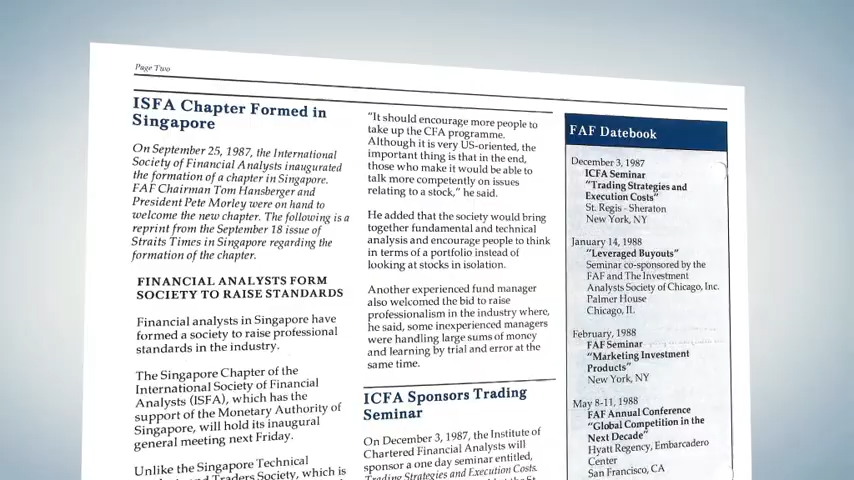 Page Two
ISFA Chapter Formed in
Singapore
On September 25, 1987, the International
Society of Financial Analysts inaugurated
the formation of a chapter in Singapore.
FAF Chairman Tom Hansberger and
President Pete Morley were on hand to
welcome the new chapter. The following is a
reprint from the September 18 issue of
Straits Times in Singapore regarding the
formation of the chapter.
FINANCIAL ANALYSTS FORM
SOCIETY TO RAISE STANDARDS
Financial analysts in Singapore have
formed a society to raise professional
standards in the industry.
The Singapore Chapter of the
International Society of Financial
Analysts (ISFA), which has the
support of the Monetary Authority of
Singapore, will hold its inaugural
general meeting next Friday.
Unlike the Singapore Technical
and Traders Society, which is
"It should encourage more people to
take up the CFA programme.
Although it is very US-oriented, the
important thing is that in the end,
those who make it would be able to
talk more competently on issues
relating to a stock," he said.
He added that the society would bring
together fundamental and technical
analysis and encourage people to think
in terms of a portfolio instead of
looking at stocks in isolation.
Another experienced fund manager
also welcomed the bid to raise
professionalism in the industry where,
he said, some inexperienced managers
were handling large sums of money
and learning by trial and error at the
same time.
ICFA Sponsors Trading
Seminar
On December 3, 1987, the Institute of
Chartered Financial Analysts will
sponsor a one day seminar entitled,
Trading Strategies and Execution Costs.
FAF Datebook
December 3, 1987
ICFA Seminar
"Trading Strategies and
Execution Costs"
St. Regis - Sheraton
New York, NY
January 14, 1988
"Leveraged Buyouts"
Seminar co-sponsored by the
FAF and The Investment
Analysts Society of Chicago, Inc.
Palmer House
Chicago, IL
February, 1988
FAF Seminar
"Marketing Investment
Products"
New York, NY
May 8-11, 1988
FAF Annual Conference
"Global Competition in the
Next Decade"
Hyatt Regency, Embarcadero
Center
San Francisco, CA